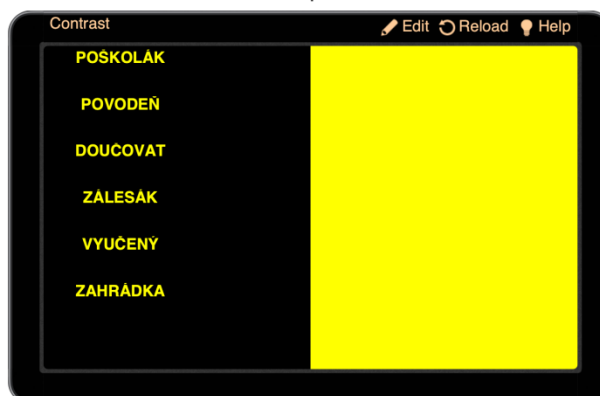 Contrast Edit Reload Help
POŠKOLÁK
POVODEŇ
DOUČOVAT
ZÁLESÁK
VYUČENÝ
ZAHRÁDKA